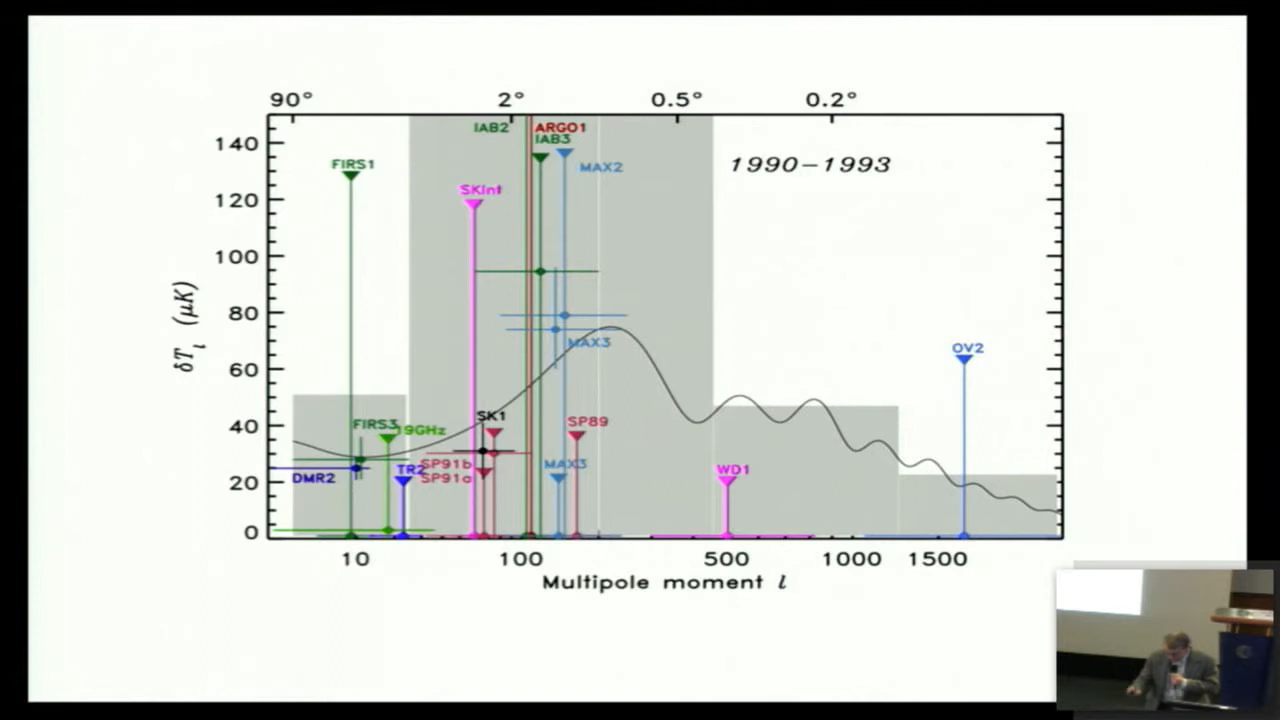 90° 2° 0.5° 0.2°
IAB2 ARGO1
140 IAB3
FIRS1 MAX2 1990-1993
120 SKInt
100
80
MAX3
δT_l (μK)
60 OV2
40 FIRS3 19GHz SK1 SP89
DMR2 TR2 SP91b MAX3 WD1
20 SP91a
0
10 100 500 1000 1500
Multipole moment l